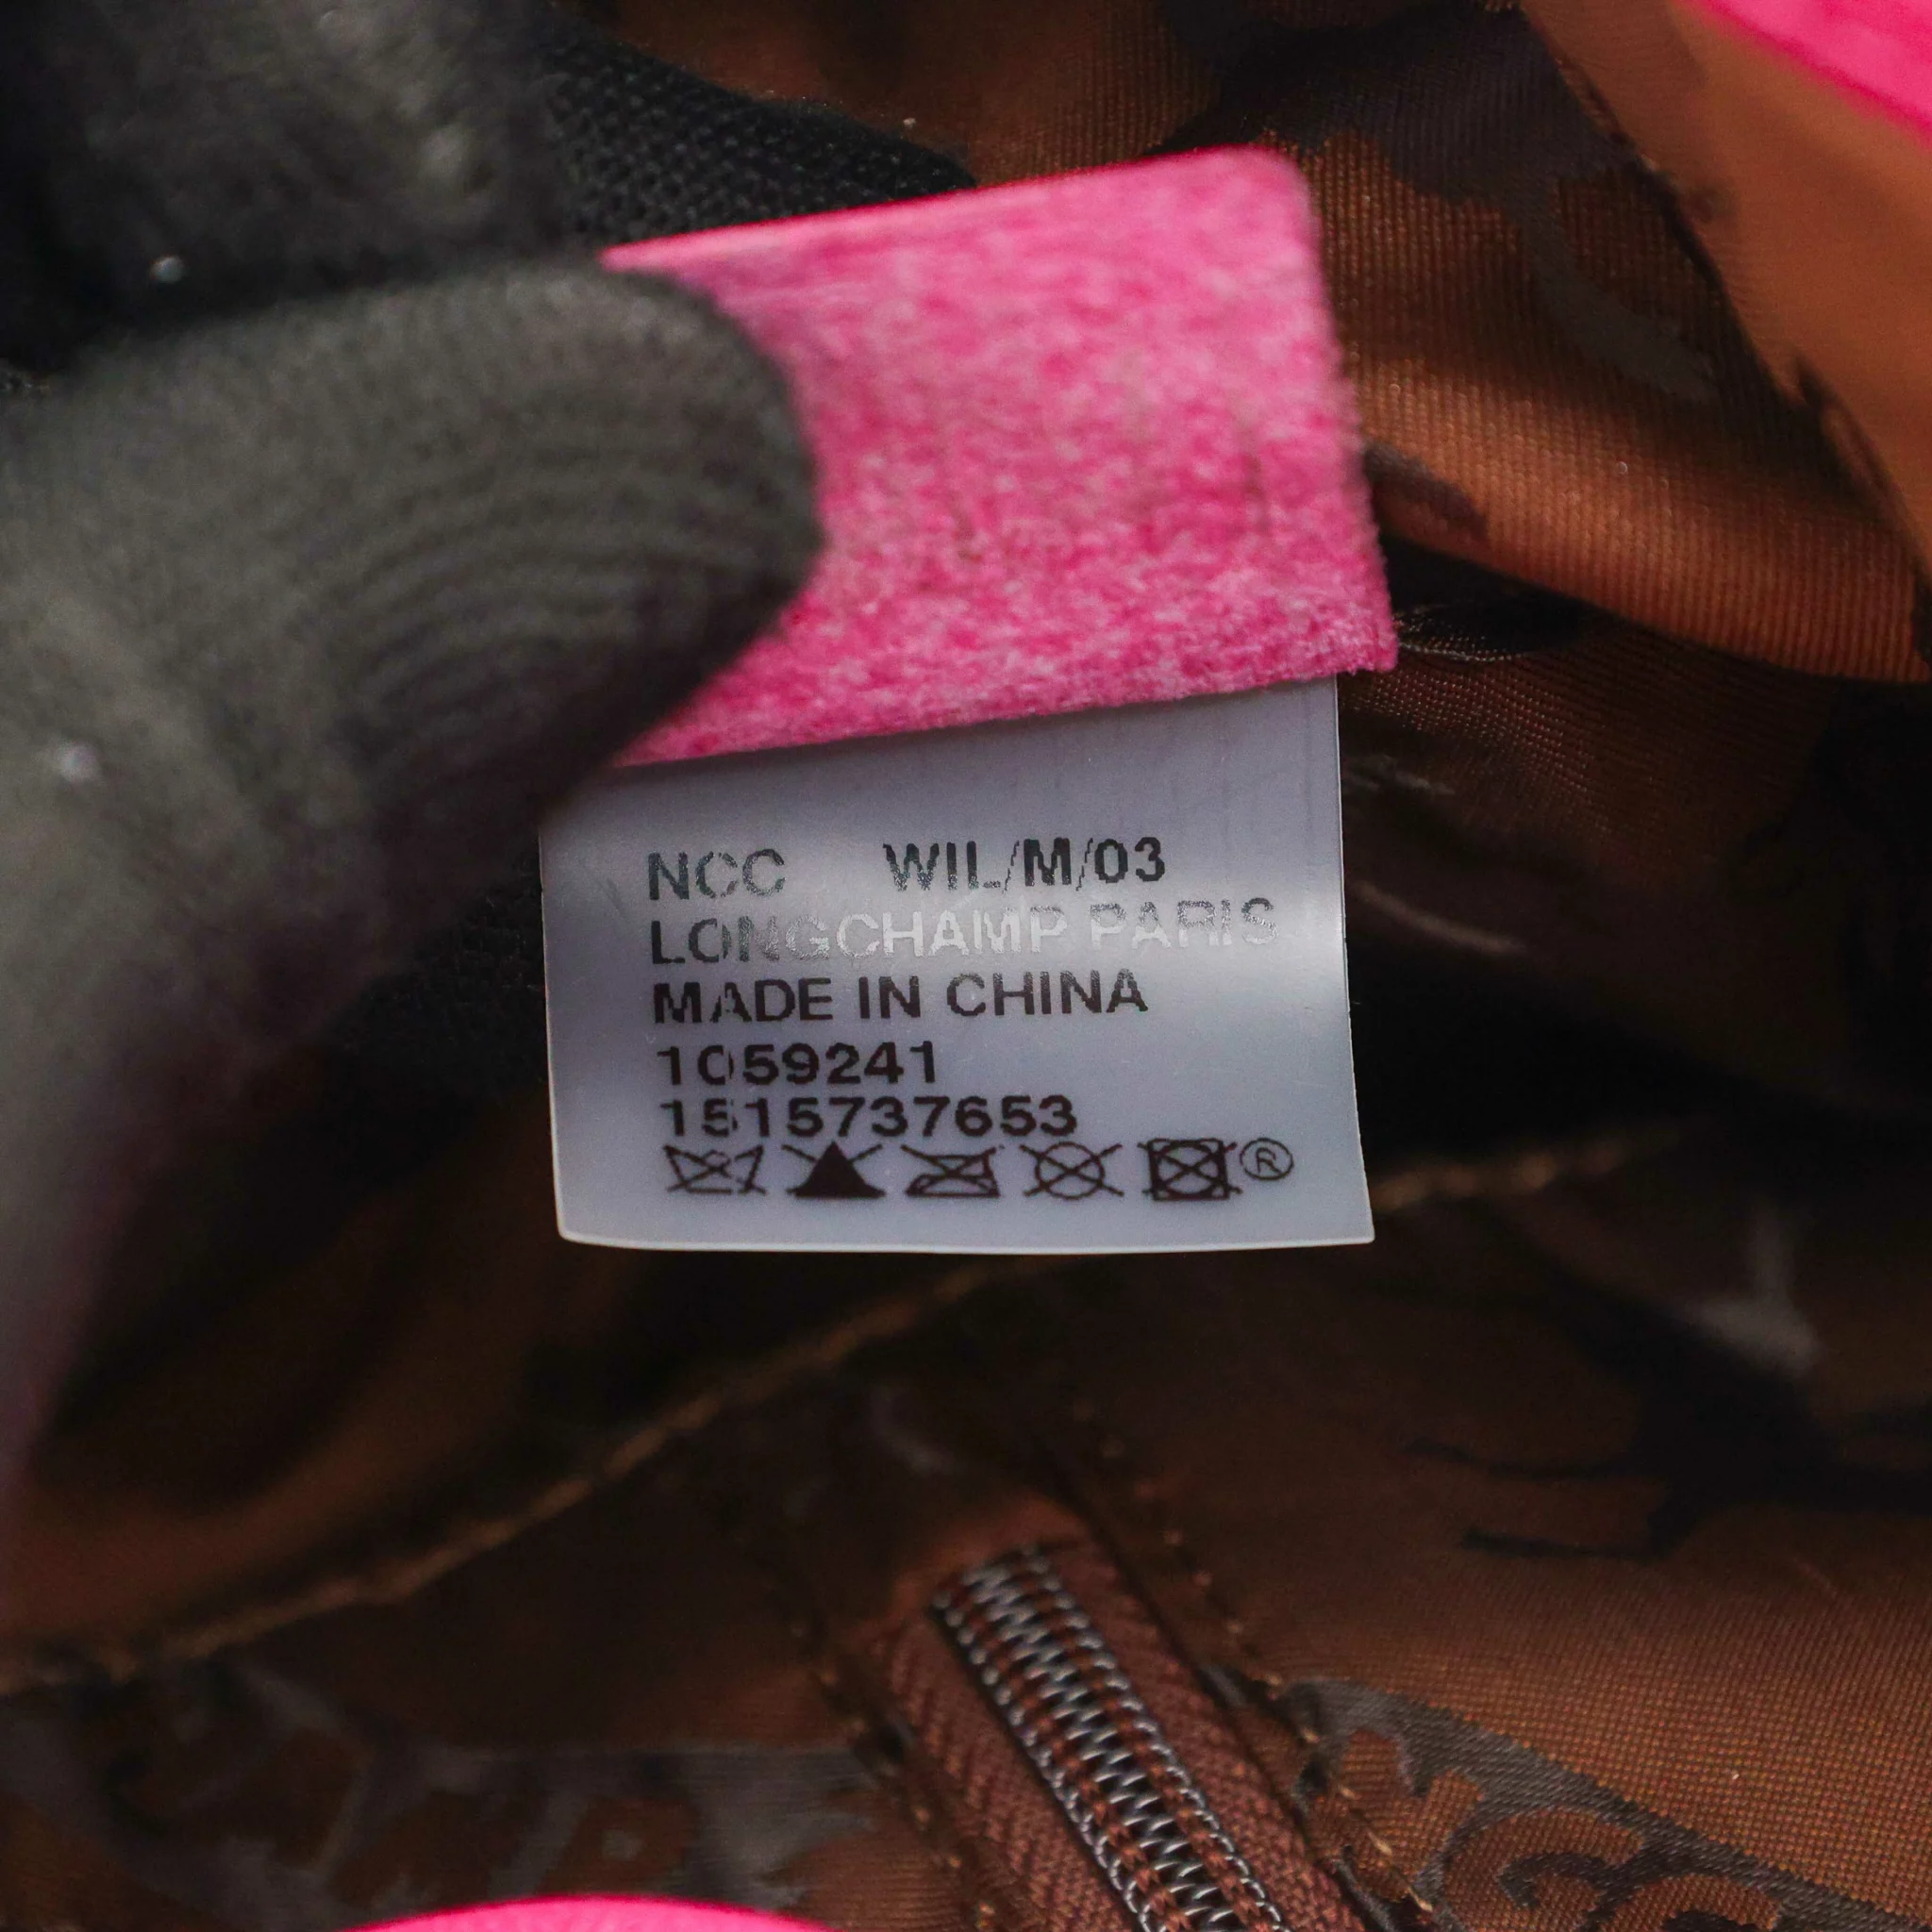 NCC WIL/M/03
LONGCHAMP PARIS
MADE IN CHINA
1059241
1515737653
®